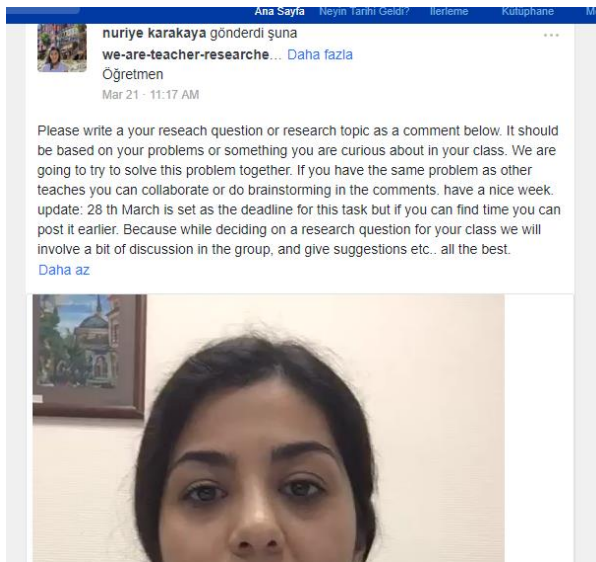 Ana Sayfa Neyin Tarihi Geldi? İlerleme Kütüphane
nuriye karakaya gönderdi şuna
we-are-teacher-researche... Daha fazla
Öğretmen
Mar 21 · 11:17 AM
Please write a your reseach question or research topic as a comment below. It should
be based on your problems or something you are curious about in your class. We are
going to try to solve this problem together. If you have the same problem as other
teaches you can collaborate or do brainstorming in the comments. have a nice week.
update: 28 th March is set as the deadline for this task but if you can find time you can
post it earlier. Because while deciding on a research question for your class we will
involve a bit of discussion in the group, and give suggestions etc.. all the best.
Daha az